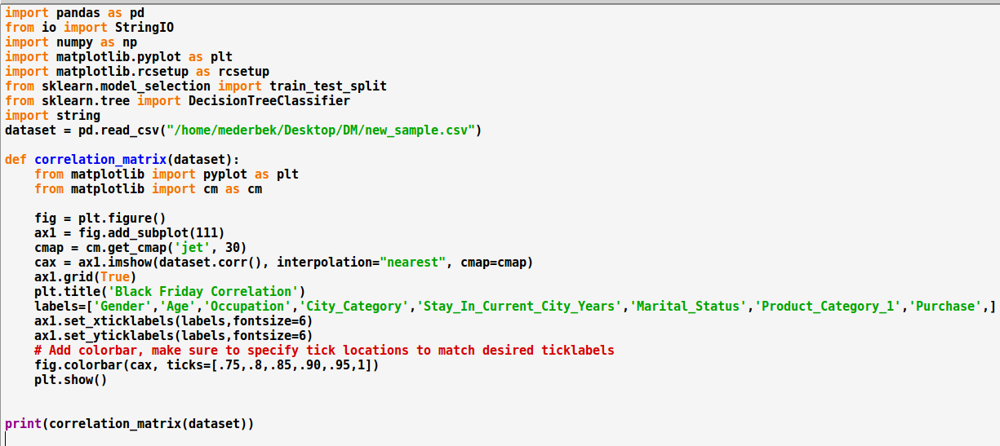 import pandas as pd
from io import StringIO
import numpy as np
import matplotlib.pyplot as plt
import matplotlib.rcsetup as rcsetup
from sklearn.model_selection import train_test_split
from sklearn.tree import DecisionTreeClassifier
import string
dataset = pd.read_csv("/home/mederbek/Desktop/DM/new_sample.csv")

def correlation_matrix(dataset):
    from matplotlib import pyplot as plt
    from matplotlib import cm as cm

    fig = plt.figure()
    ax1 = fig.add_subplot(111)
    cmap = cm.get_cmap('jet', 30)
    cax = ax1.imshow(dataset.corr(), interpolation="nearest", cmap=cmap)
    ax1.grid(True)
    plt.title('Black Friday Correlation')
    labels=['Gender','Age','Occupation','City_Category','Stay_In_Current_City_Years','Marital_Status','Product_Category_1','Purchase',]
    ax1.set_xticklabels(labels,fontsize=6)
    ax1.set_yticklabels(labels,fontsize=6)
    # Add colorbar, make sure to specify tick locations to match desired ticklabels
    fig.colorbar(cax, ticks=[.75,.8,.85,.90,.95,1])
    plt.show()

print(correlation_matrix(dataset))